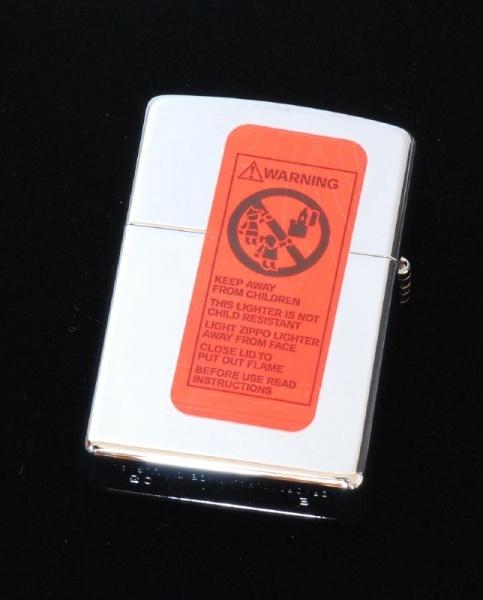 WARNING
KEEP AWAY
FROM CHILDREN
THIS LIGHTER IS NOT
CHILD RESISTANT
LIGHT ZIPPO LIGHTER
AWAY FROM FACE
CLOSE LID TO
PUT OUT FLAME
BEFORE USE READ
INSTRUCTIONS